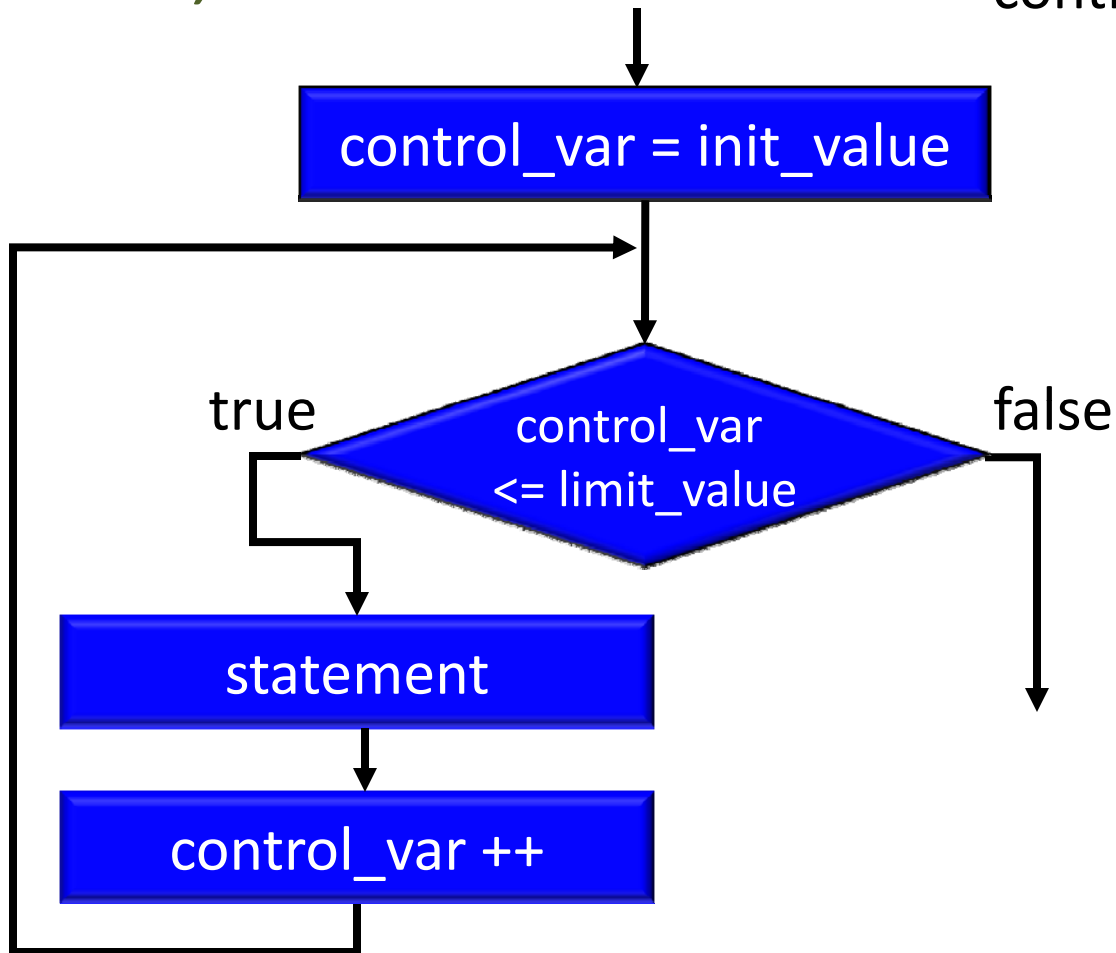 control_var = init_value
true
false
control_var
<= limit_value
statement
control_var ++